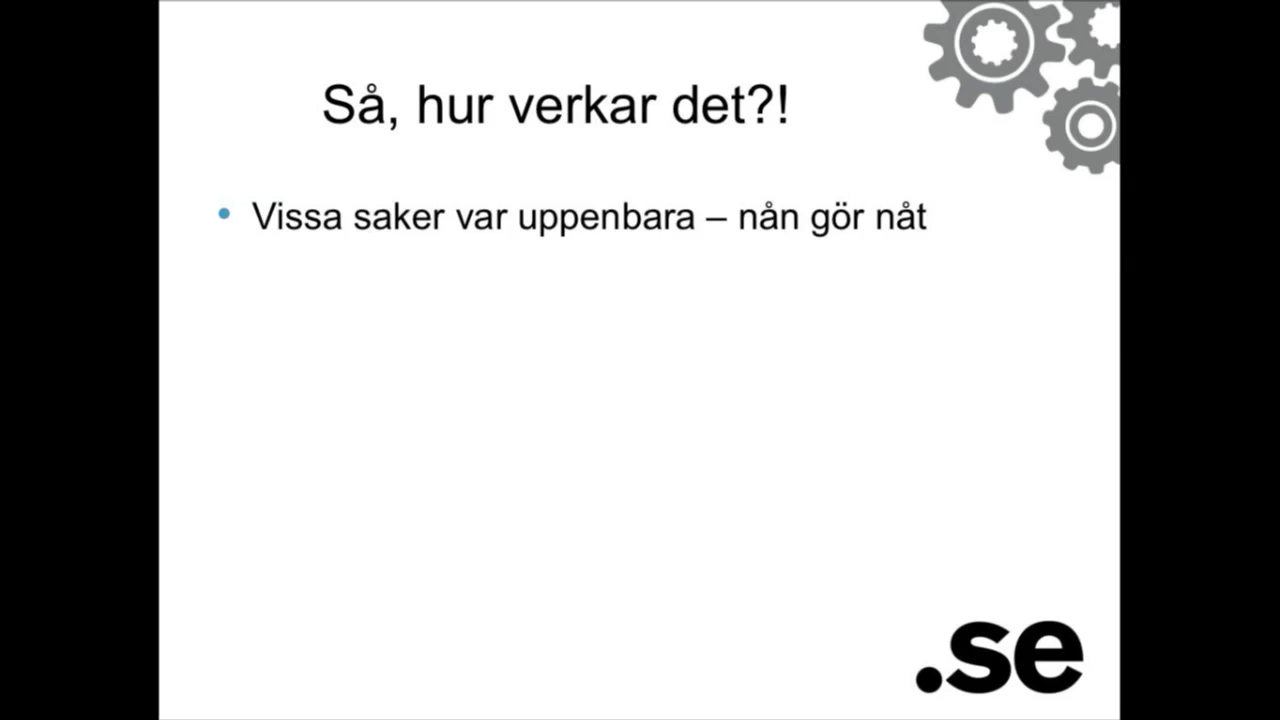 Så, hur verkar det?!
• Vissa saker var uppenbara – nån gör nåt
.se